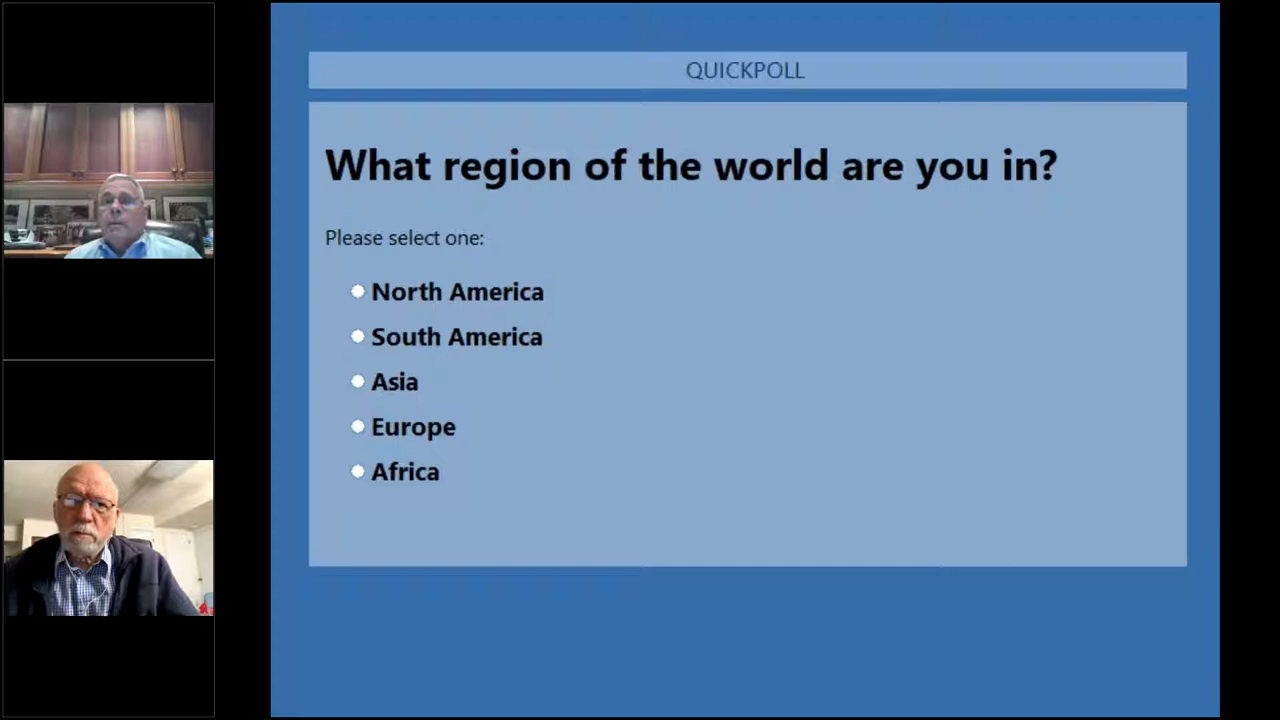 QUICKPOLL
What region of the world are you in?
Please select one:
North America
South America
Asia
Europe
Africa